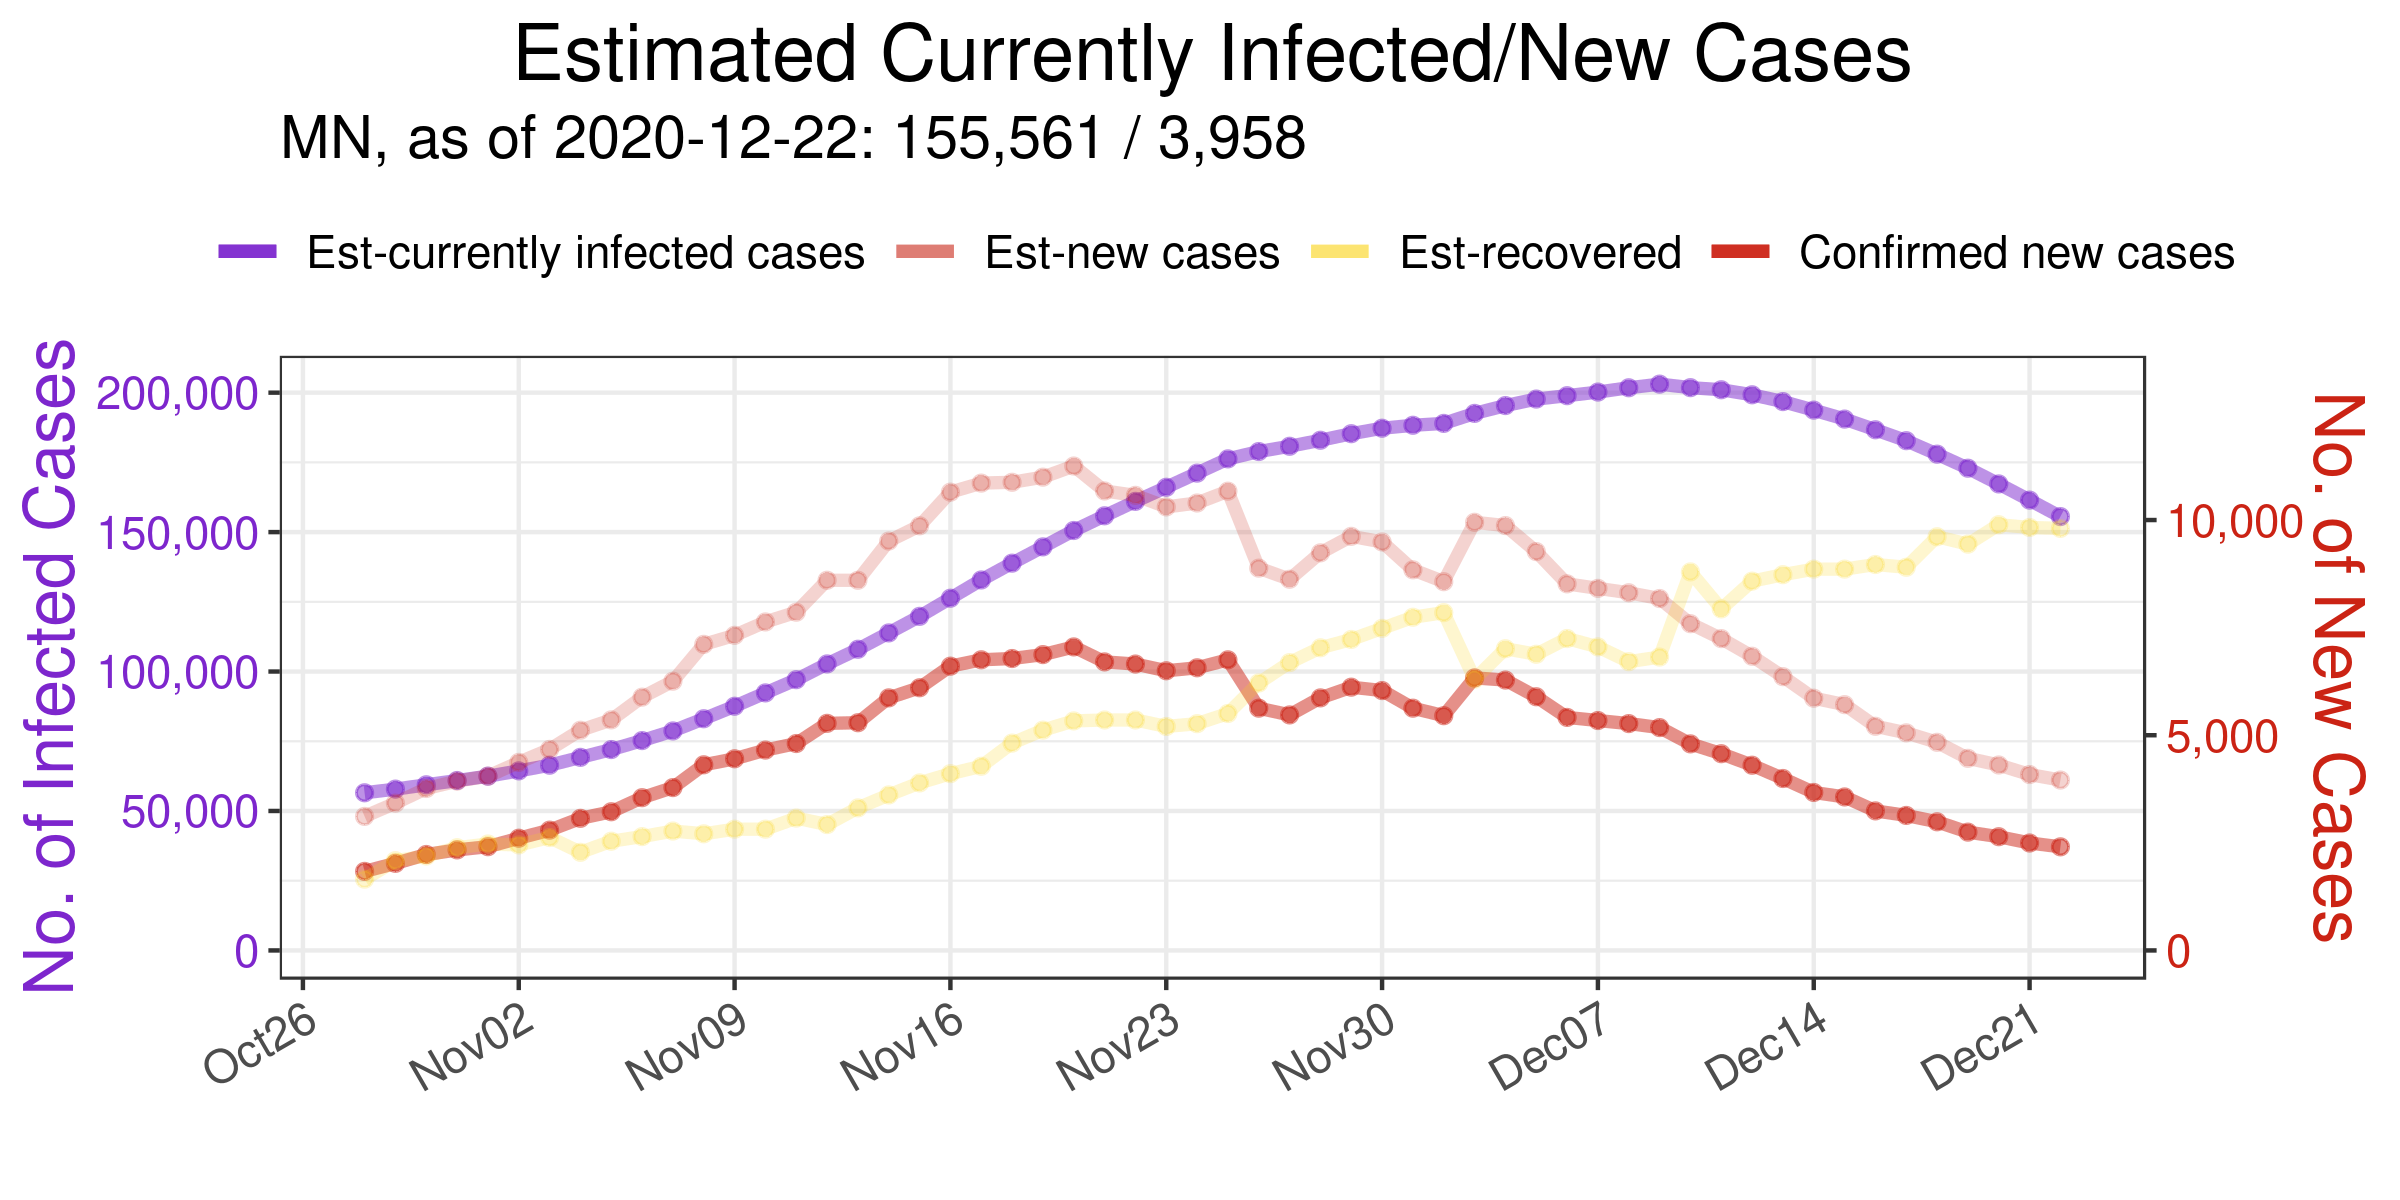 Estimated Currently Infected/New Cases
MN, as of 2020-12-22: 155,561 / 3,958
Est-currently infected cases Est-new cases Est-recovered Confirmed new cases
No. of Infected Cases
200,000
150,000
100,000
50,000
0
10,000
5,000
0
No. of New Cases
Oct26 Nov02 Nov09 Nov16 Nov23 Nov30 Dec07 Dec14 Dec21